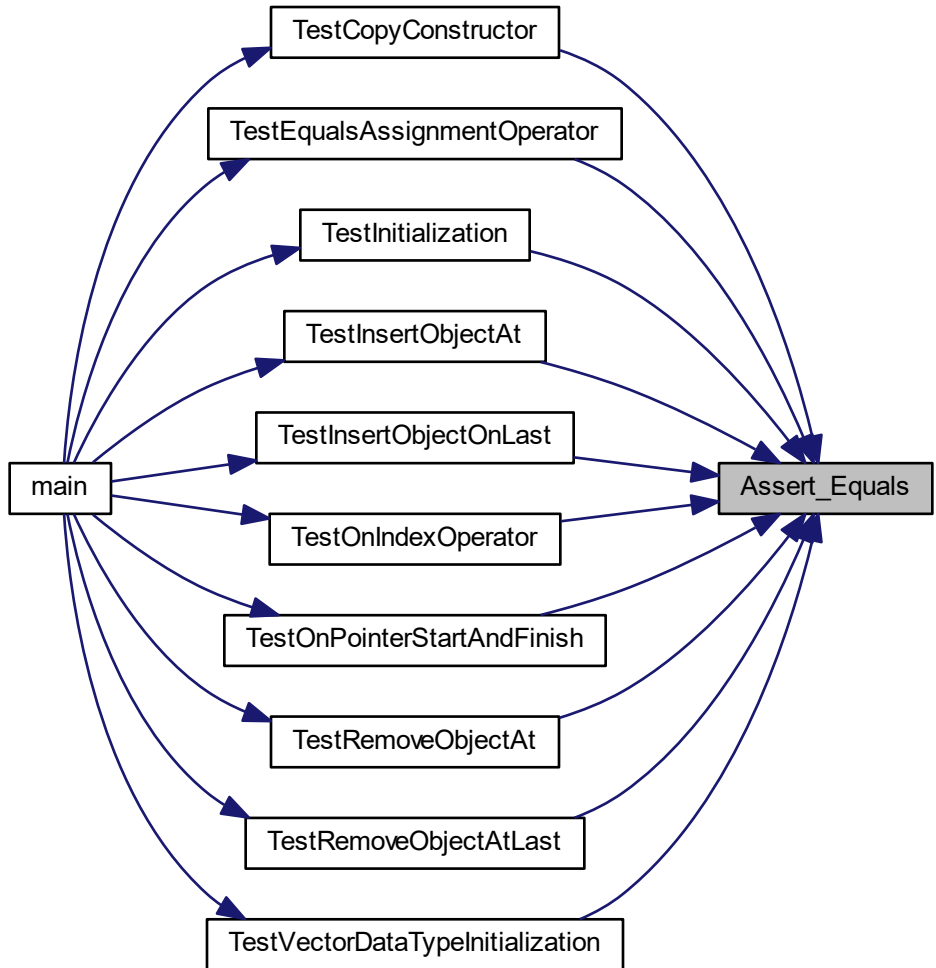 TestCopyConstructor
TestEqualsAssignmentOperator
TestInitialization
TestInsertObjectAt
TestInsertObjectOnLast
main
Assert_Equals
TestOnIndexOperator
TestOnPointerStartAndFinish
TestRemoveObjectAt
TestRemoveObjectAtLast
TestVectorDataTypeInitialization